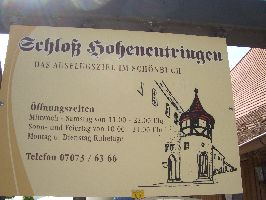 Schloß Hohenentringen
DAS AUSFLUGSZIEL IM SCHÖNBUCH
Öffnungszeiten
Mittwoch - Samstag von 11.00 - 22.00 Uhr
Sonn- und Feiertag von 10.00 - 21.00 Uhr
Montag u. Dienstag Ruhetage
Telefon 07073 / 63 66